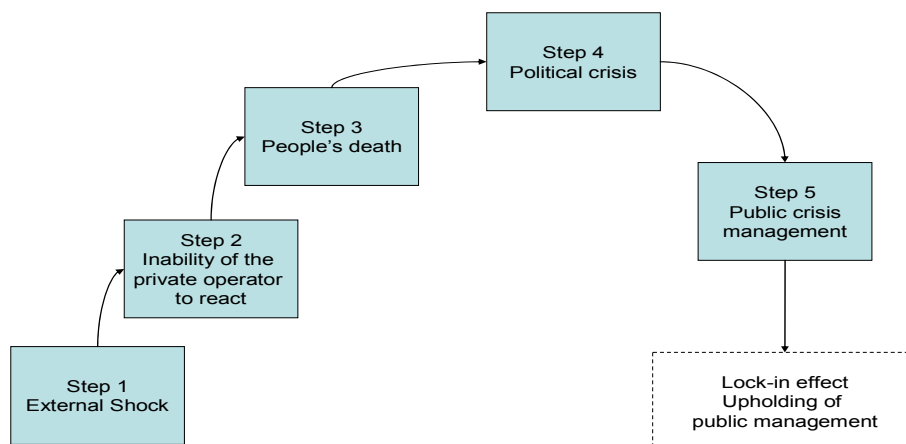 Step 1
External Shock
Step 2
Inability of the
private operator
to react
Step 3
People's death
Step 4
Political crisis
Step 5
Public crisis
management
Lock-in effect
Upholding of
public management